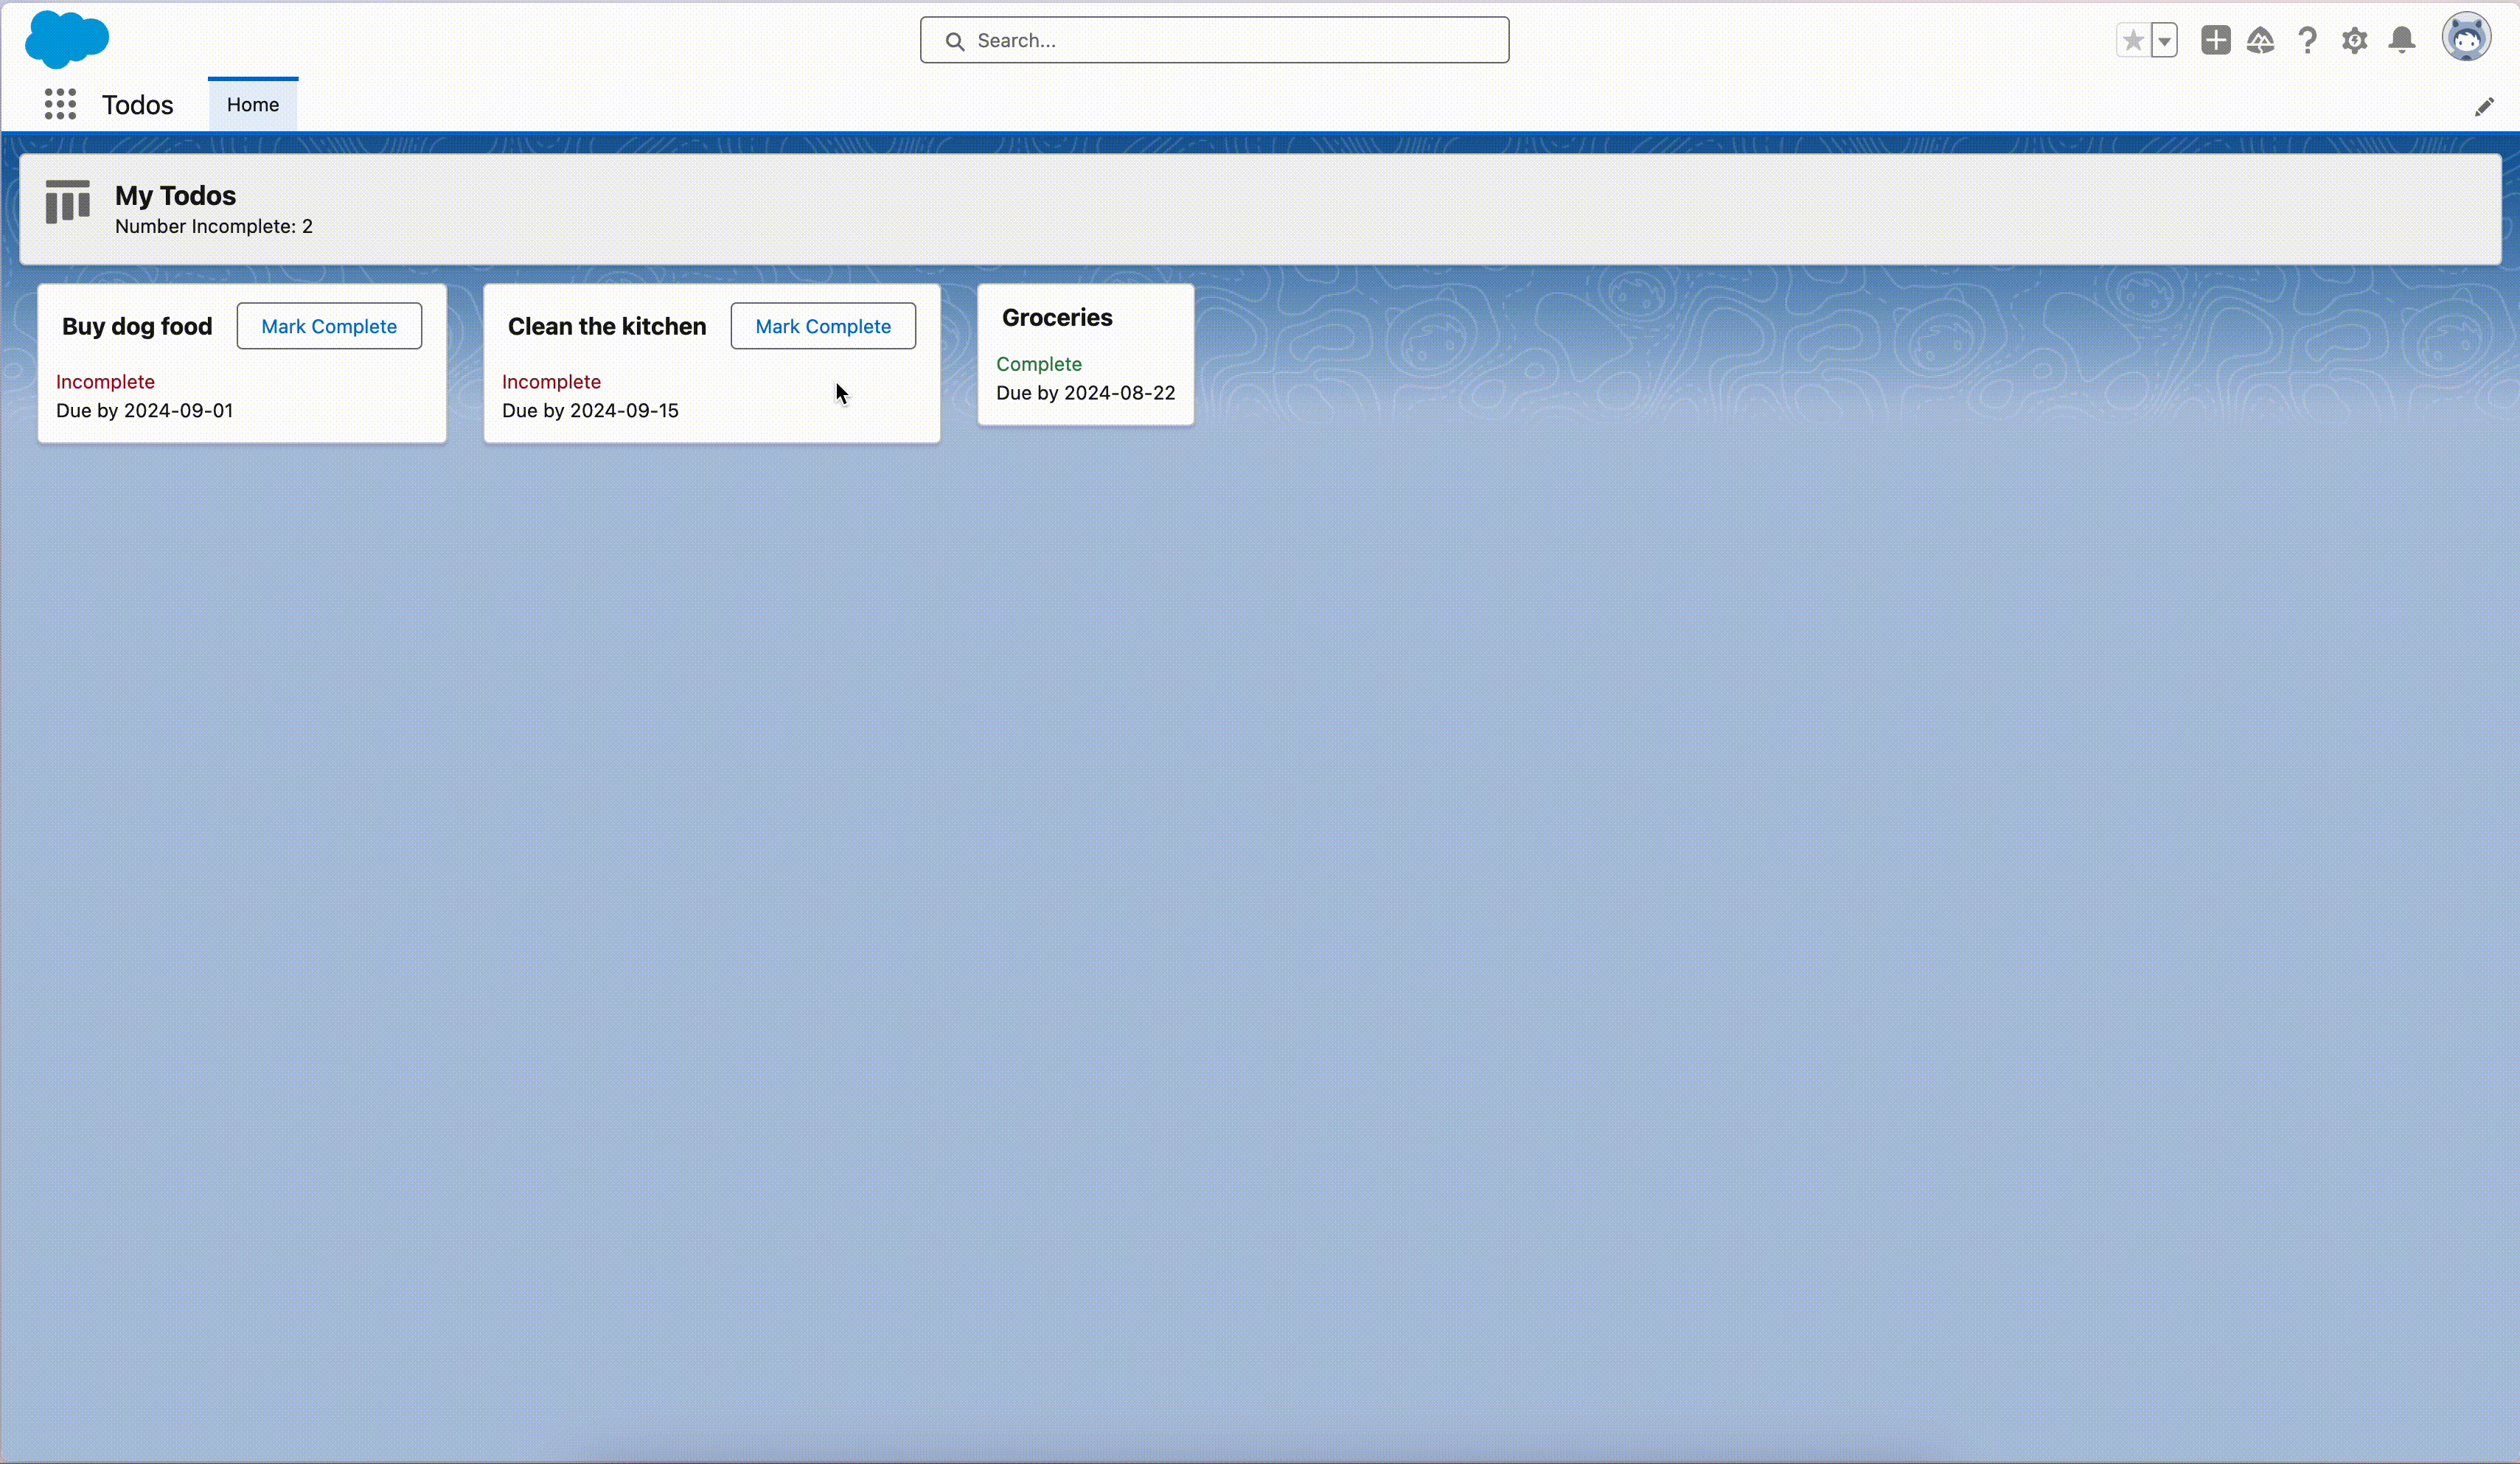 Search...
Todos
Home
My Todos
Number Incomplete: 2
Buy dog food
Mark Complete
Incomplete
Due by 2024-09-01
Clean the kitchen
Mark Complete
Incomplete
Due by 2024-09-15
Groceries
Complete
Due by 2024-08-22